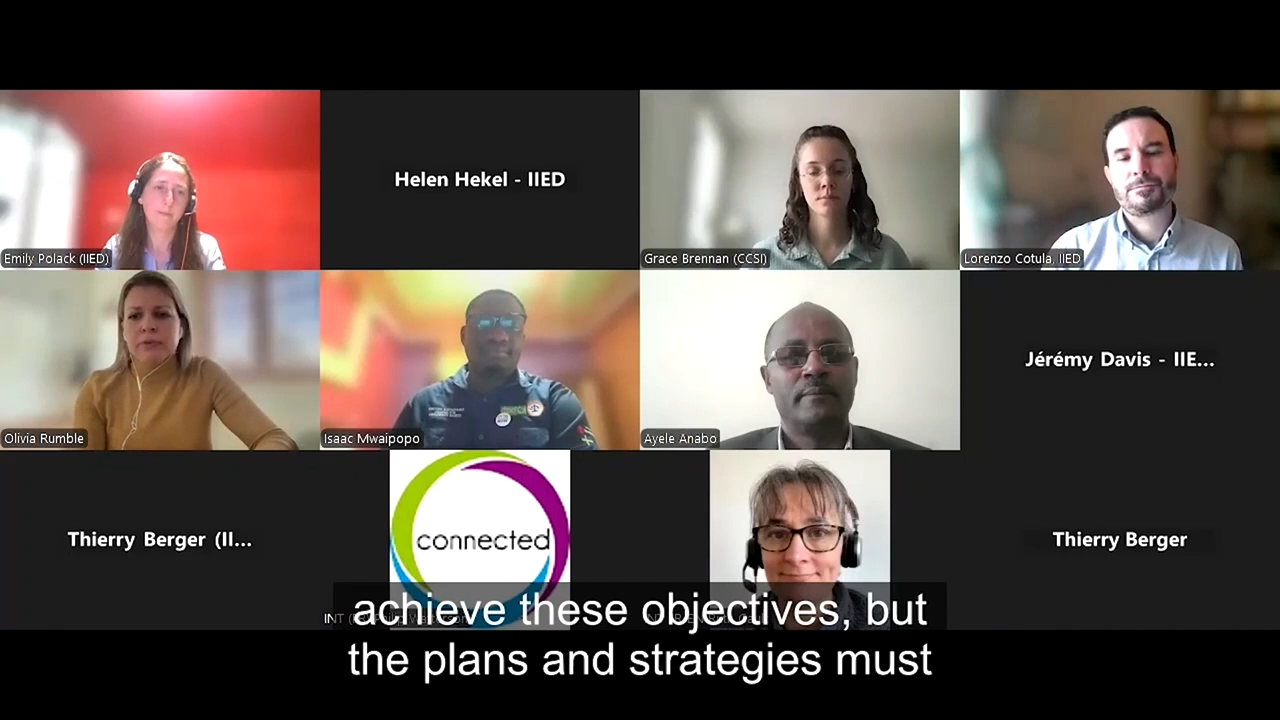 Helen Hekel - IIED
Emily Polack (IIED)
Grace Brennan (CCSI)
Lorenzo Cotula, IIED
Jérémy Davis - IIE...
Olivia Rumble
Isaac Mwaipopo
Ayele Anabo
Thierry Berger (II...
connected
Thierry Berger
INT
achieve these objectives, but
the plans and strategies must